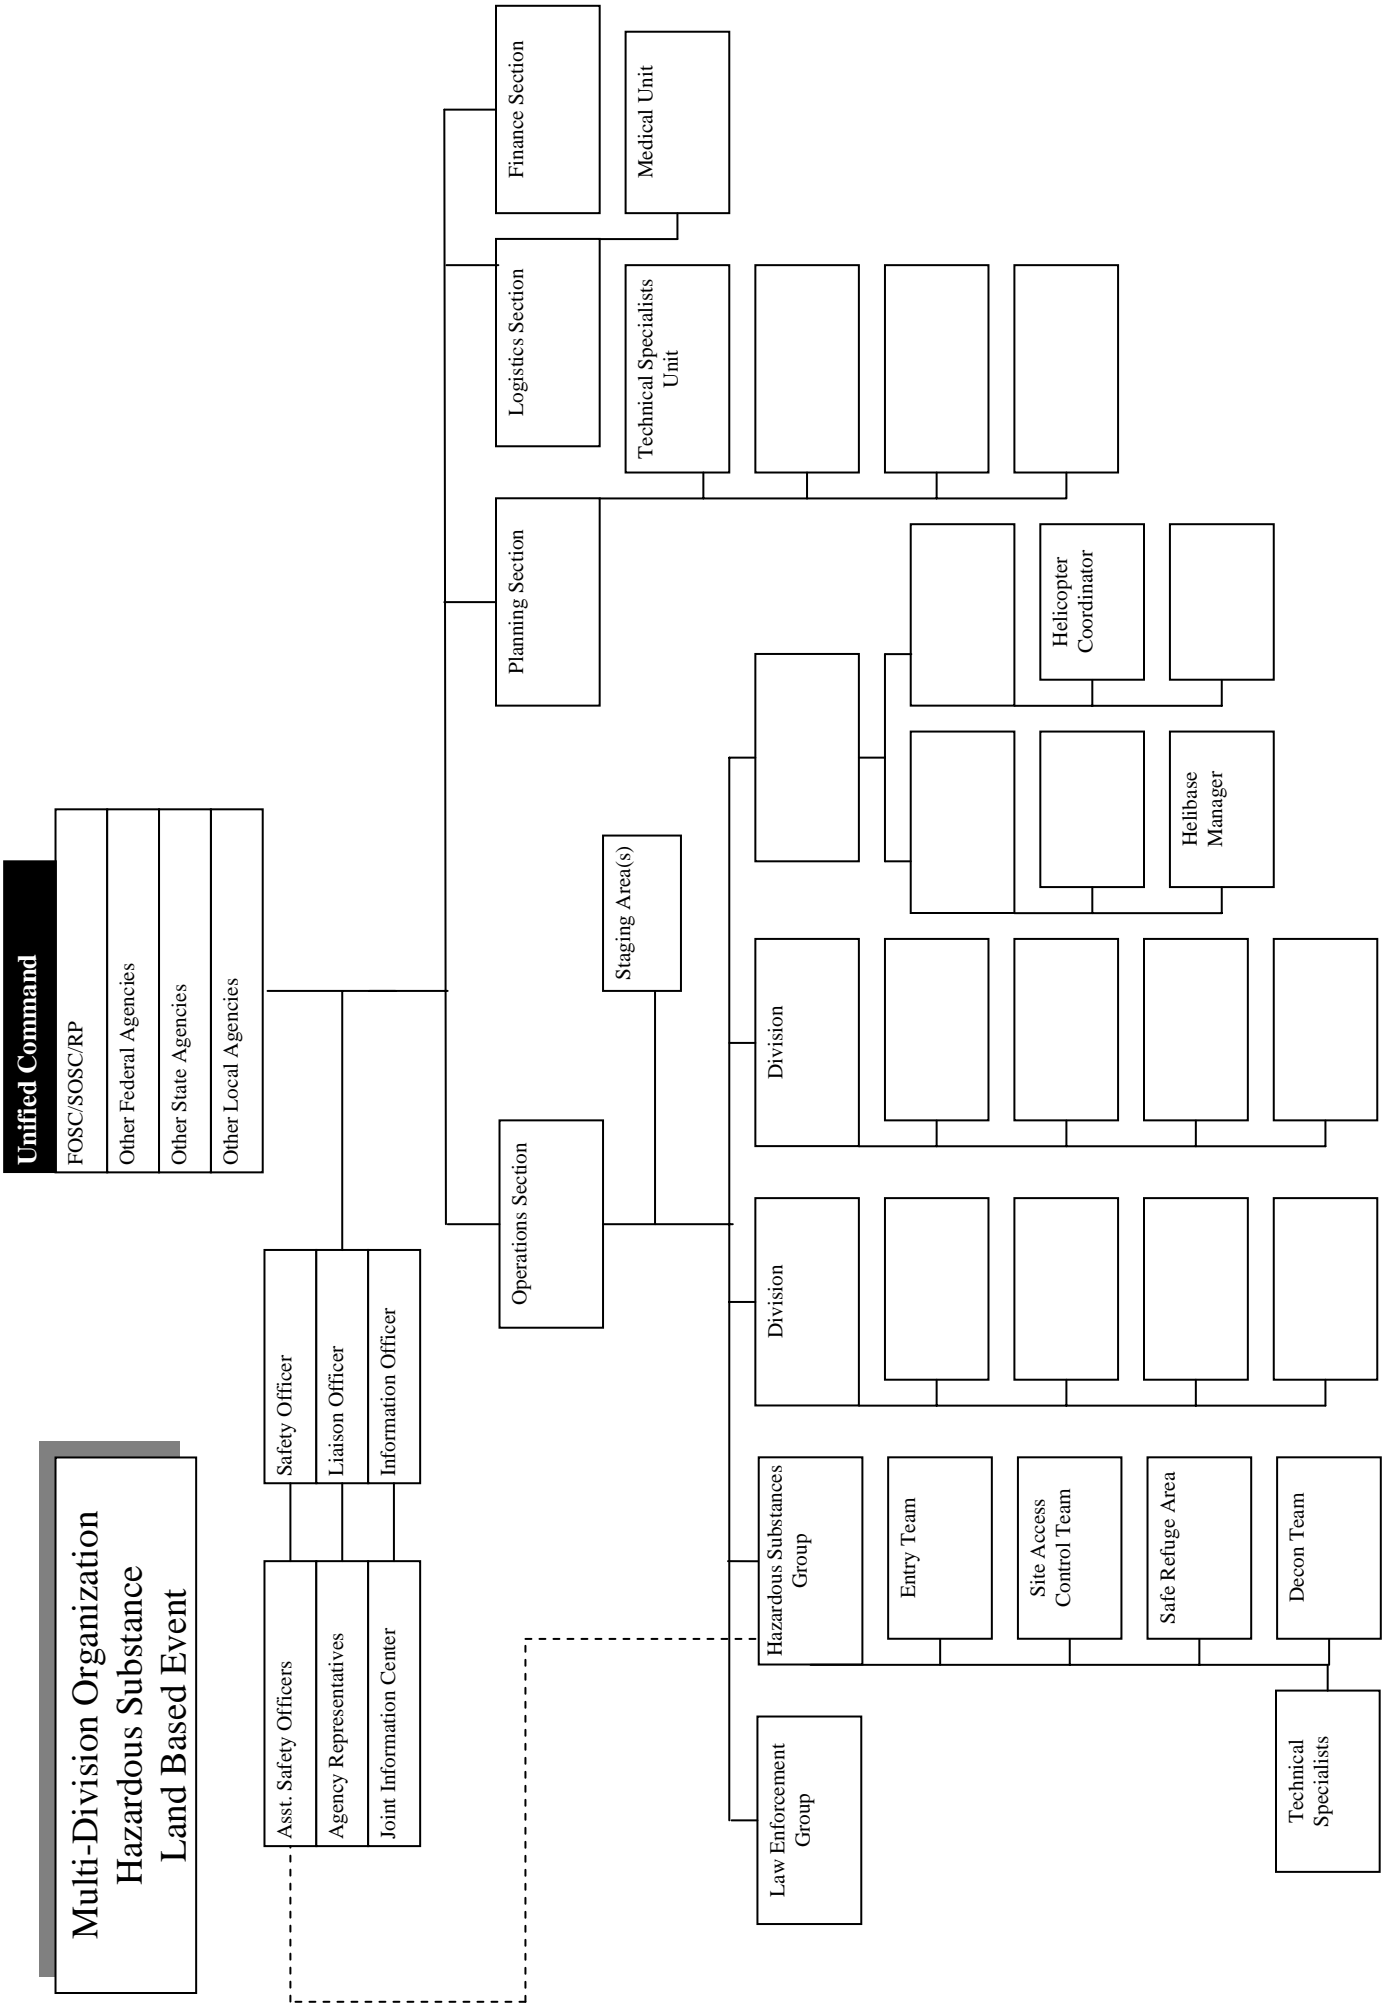 Multi-Division Organization
Hazardous Substance
Land Based Event
Unified Command
FOSC/SOSC/RP
Other Federal Agencies
Other State Agencies
Other Local Agencies
Asst. Safety Officers
Agency Representatives
Joint Information Center
Safety Officer
Liaison Officer
Information Officer
Operations Section
Planning Section
Logistics Section
Finance Section
Staging Area(s)
Technical Specialists
Unit
Medical Unit
Law Enforcement
Group
Hazardous Substances
Group
Division
Division
Entry Team
Site Access
Control Team
Helicopter
Coordinator
Safe Refuge Area
Helibase
Manager
Technical
Specialists
Decon Team